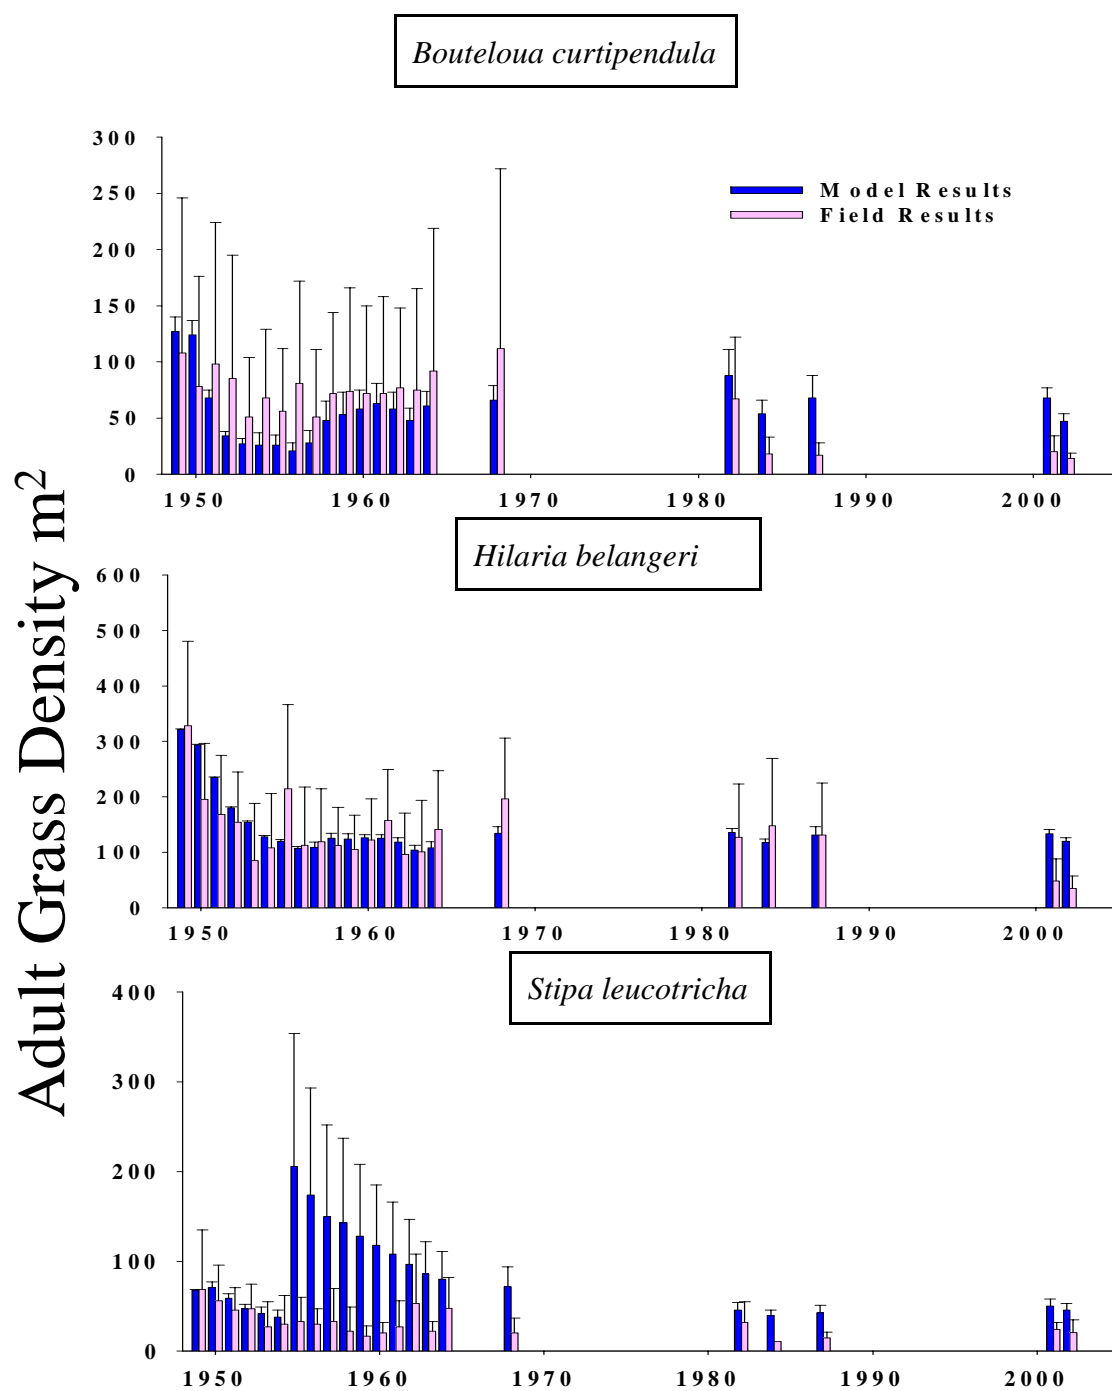 Bouteloua curtipendula
300
250
200
150
100
50
0
Model Results
Field Results
1950 1960 1970 1980 1990 2000
Adult Grass Density m²
Hilaria belangeri
600
500
400
300
200
100
0
1950 1960 1970 1980 1990 2000
Stipa leucotricha
400
300
200
100
0
1950 1960 1970 1980 1990 2000